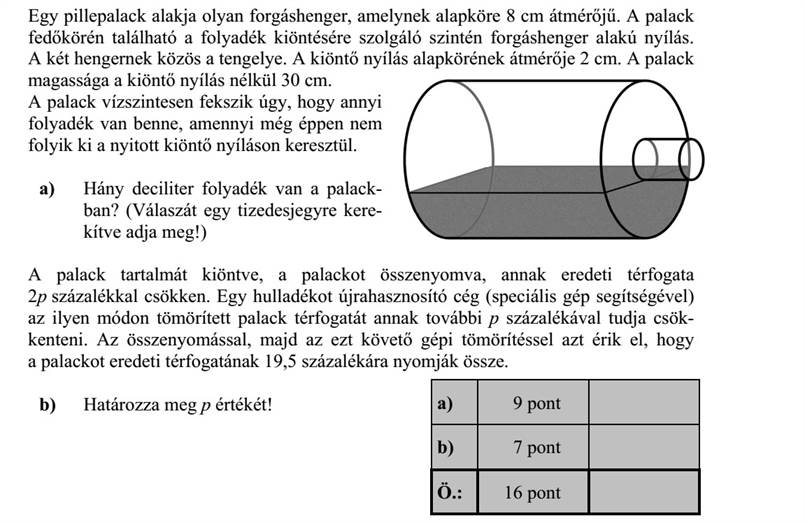 Egy pillepalack alakja olyan forgáshenger, amelynek alapköre 8 cm átmérőjű. A palack
fedőkörén található a folyadék kiöntésére szolgáló szintén forgáshenger alakú nyílás.
A két hengernek közös a tengelye. A kiöntő nyílás alapkörének átmérője 2 cm. A palack
magassága a kiöntő nyílás nélkül 30 cm.
A palack vízszintesen fekszik úgy, hogy annyi
folyadék van benne, amennyi még éppen nem
folyik ki a nyitott kiöntő nyíláson keresztül.
a) Hány deciliter folyadék van a palack-
ban? (Válaszát egy tizedesjegyre kere-
kítve adja meg!)
A palack tartalmát kiöntve, a palackot összenyomva, annak eredeti térfogata
2p százalékkal csökken. Egy hulladékot újrahasznosító cég (speciális gép segítségével)
az ilyen módon tömörített palack térfogatát annak további p százalékával tudja csök-
kenteni. Az összenyomással, majd az ezt követő gépi tömörítéssel azt érik el, hogy
a palackot eredeti térfogatának 19,5 százalékára nyomják össze.
b) Határozza meg p értékét!
a) 9 pont
b) 7 pont
Ö.: 16 pont